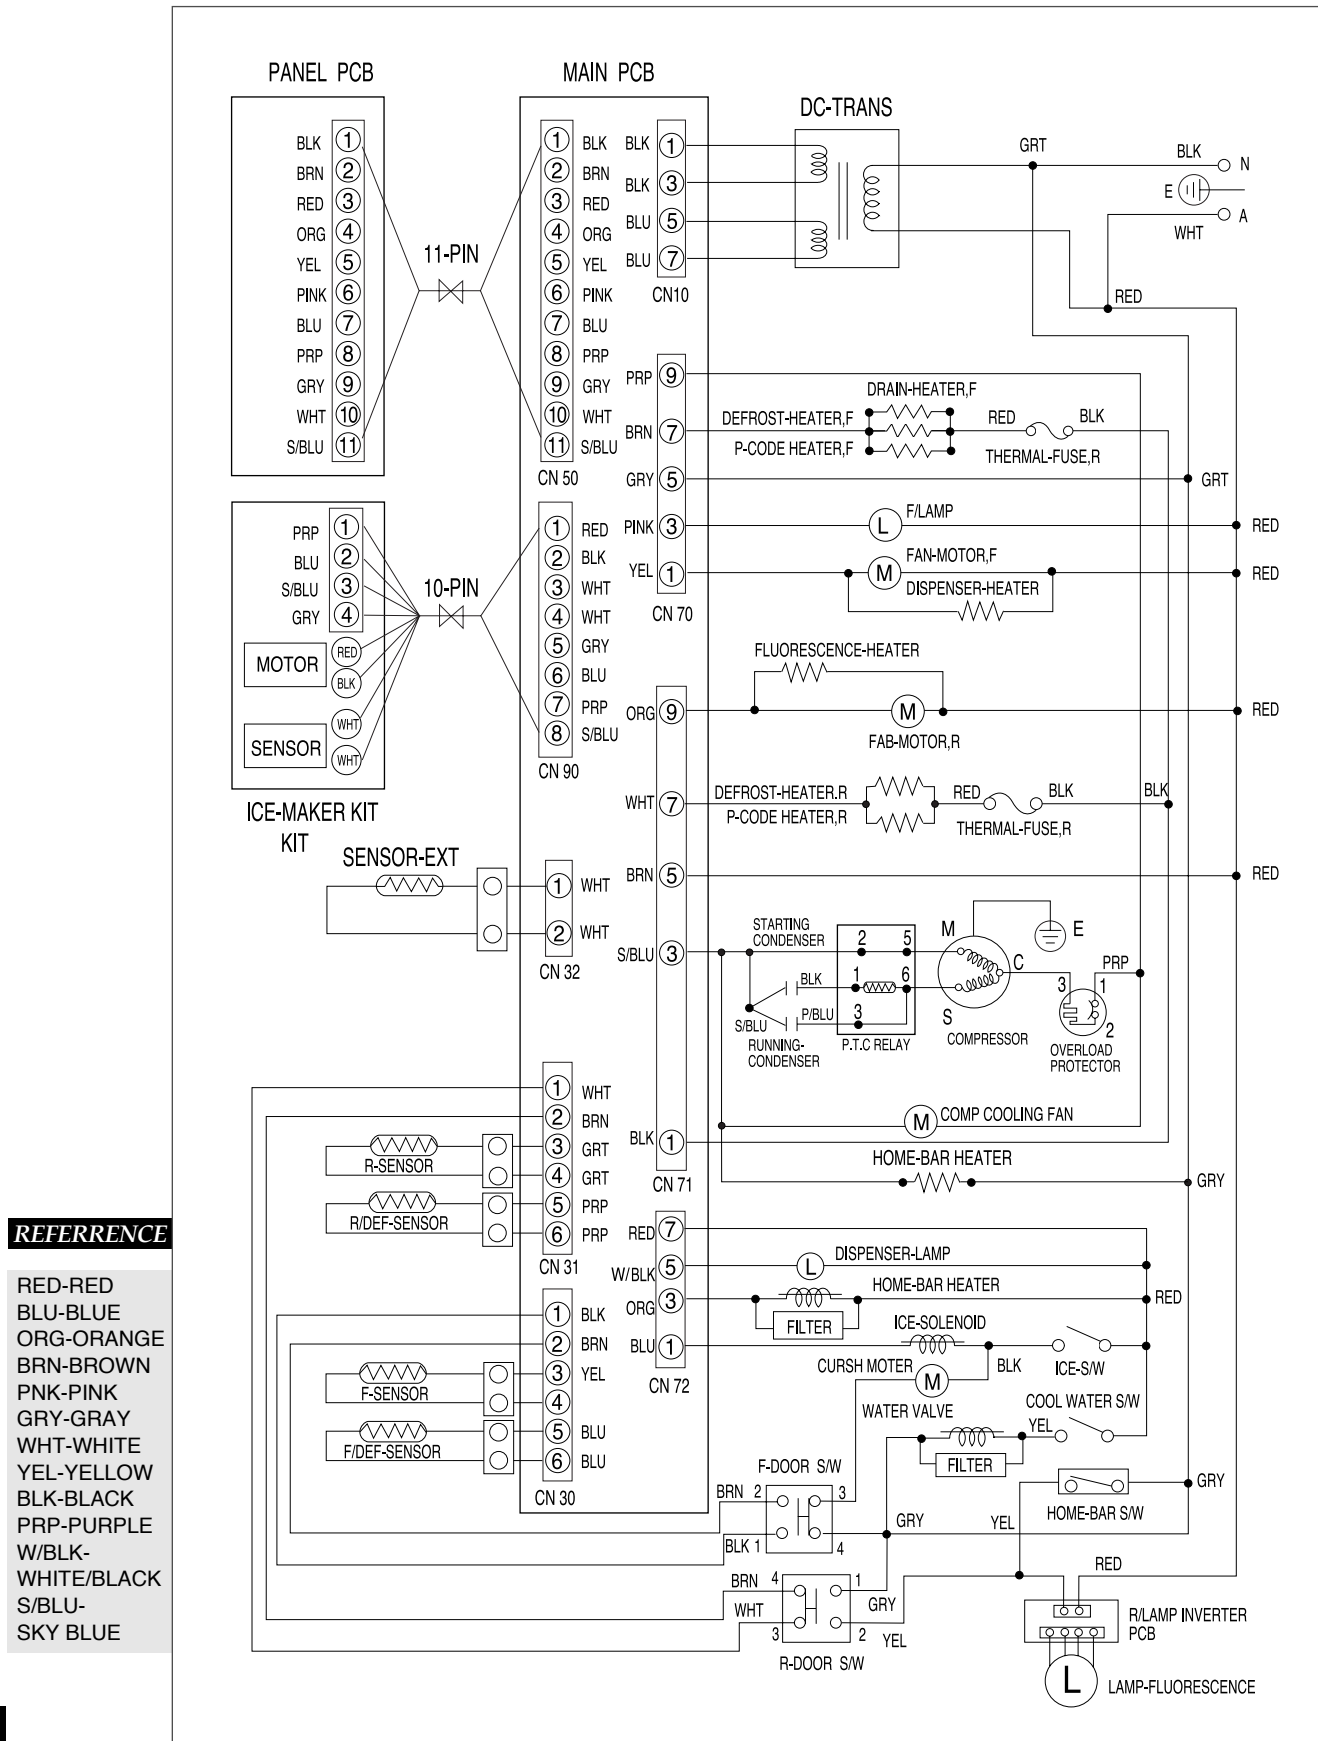 PANEL PCB
MAIN PCB
DC-TRANS
BLK 1
BRN 2
RED 3
ORG 4
YEL 5
PINK 6
BLU 7
PRP 8
GRY 9
WHT 10
S/BLU 11
11-PIN
1 BLK
2 BRN
3 RED
4 ORG
5 YEL
6 PINK
7 BLU
8 PRP
9 GRY
10 WHT
11 S/BLU
CN 50
BLK 1
BLK 3
BLU 5
BLU 7
CN10
GRT
BLK
N
E
A
WHT
RED
PRP 9
BRN 7
GRY 5
PINK 3
YEL 1
CN 70
DRAIN-HEATER,F
DEFROST-HEATER,F
P-CODE HEATER,F
RED
BLK
THERMAL-FUSE,R
GRT
L
F/LAMP
RED
M
FAN-MOTOR,F
RED
DISPENSER-HEATER
PRP 1
BLU 2
S/BLU 3
GRY 4
MOTOR
RED
BLK
SENSOR
WHT
WHT
ICE-MAKER KIT
KIT
10-PIN
1 RED
2 BLK
3 WHT
4 WHT
5 GRY
6 BLU
7 PRP
8 S/BLU
CN 90
FLUORESCENCE-HEATER
ORG 9
M
RED
FAB-MOTOR,R
WHT 7
DEFROST-HEATER.R
P-CODE HEATER,R
RED
BLK
BLK
THERMAL-FUSE,R
BRN 5
RED
SENSOR-EXT
1 WHT
2 WHT
CN 32
S/BLU 3
STARTING
CONDENSER
2 5
BLK
1 6
P/BLU
3
S/BLU
RUNNING-
CONDENSER
P.T.C RELAY
M
C
S
COMPRESSOR
E
PRP
3 1
2
OVERLOAD
PROTECTOR
M
COMP COOLING FAN
BLK 1
CN 71
HOME-BAR HEATER
GRY
1 WHT
2 BRN
3 GRT
4 GRT
5 PRP
6 PRP
CN 31
R-SENSOR
R/DEF-SENSOR
RED 7
W/BLK 5
ORG 3
BLU 1
CN 72
L
DISPENSER-LAMP
HOME-BAR HEATER
FILTER
RED
ICE-SOLENOID
BLK
ICE-S/W
CURSH MOTER
M
WATER VALVE
COOL WATER S/W
YEL
FILTER
1 BLK
2 BRN
3 YEL
4
5 BLU
6 BLU
CN 30
F-SENSOR
F/DEF-SENSOR
F-DOOR S/W
BRN 2
3
BLK 1
4
GRY
YEL
HOME-BAR S/W
GRY
BRN 4
1
GRY
WHT
3
2
YEL
R-DOOR S/W
RED
R/LAMP INVERTER
PCB
L
LAMP-FLUORESCENCE
REFERRENCE
RED-RED
BLU-BLUE
ORG-ORANGE
BRN-BROWN
PNK-PINK
GRY-GRAY
WHT-WHITE
YEL-YELLOW
BLK-BLACK
PRP-PURPLE
W/BLK-
WHITE/BLACK
S/BLU-
SKY BLUE